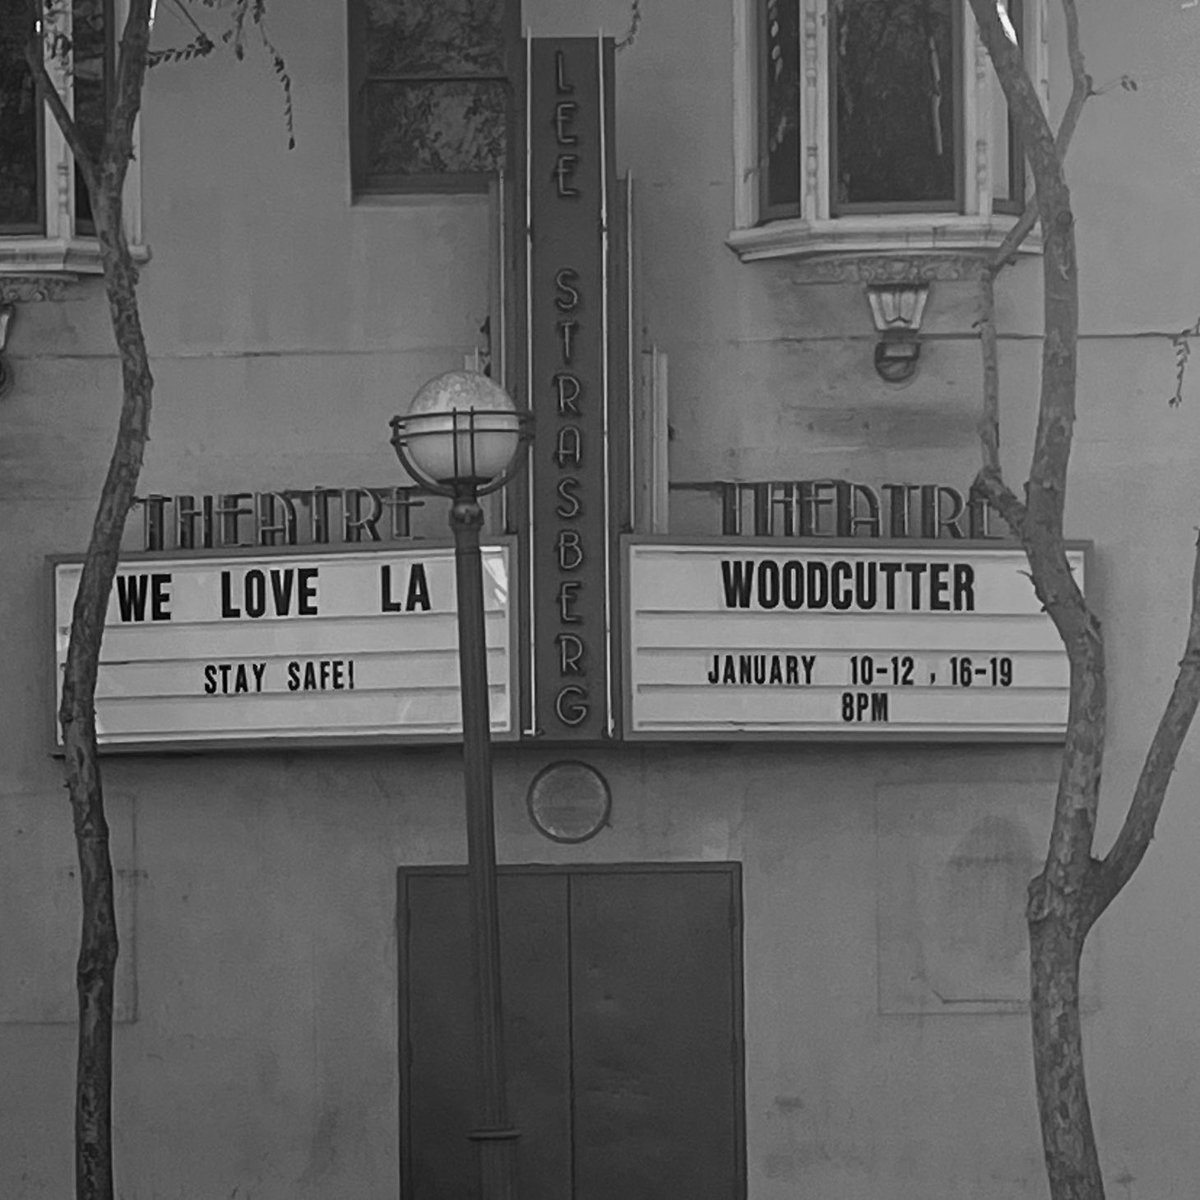 LEE STRASBERG
THEATRE
THEATRE
WE LOVE LA
STAY SAFE!
WOODCUTTER
JANUARY 10-12 , 16-19
8PM